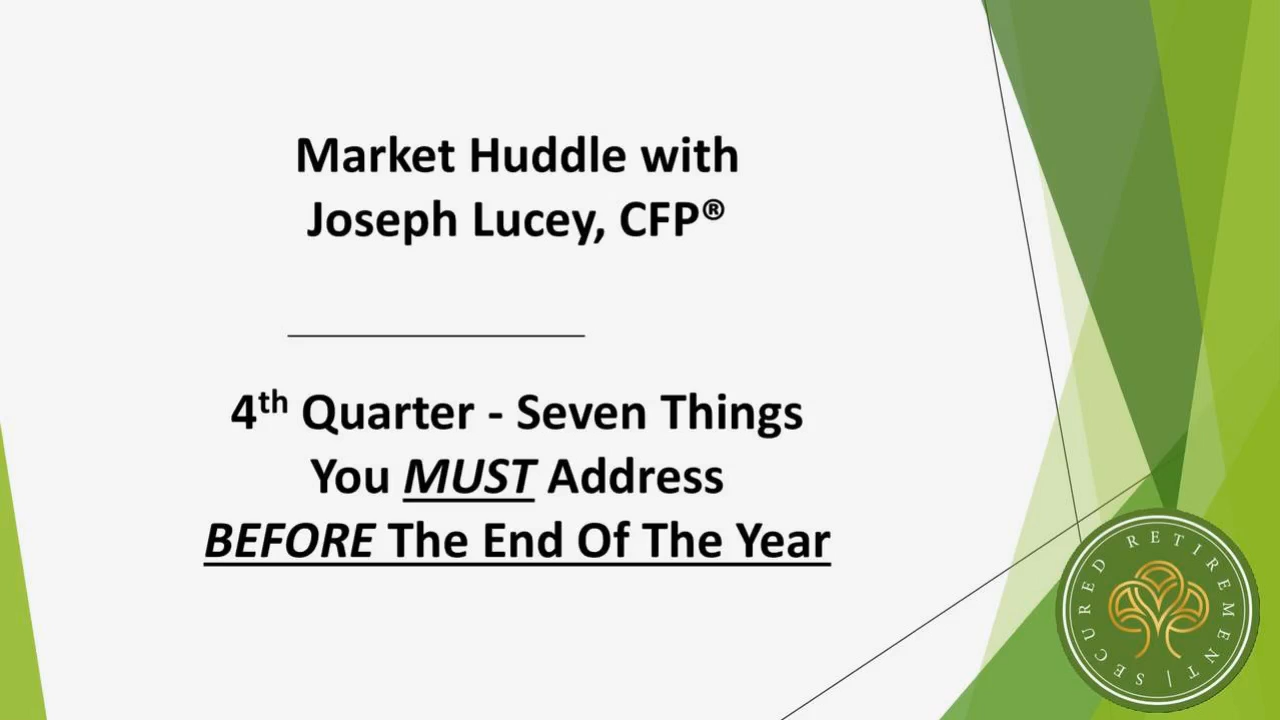 Market Huddle with
Joseph Lucey, CFP®
4th Quarter - Seven Things
You MUST Address
BEFORE The End Of The Year
SECURED RETIREMENT |